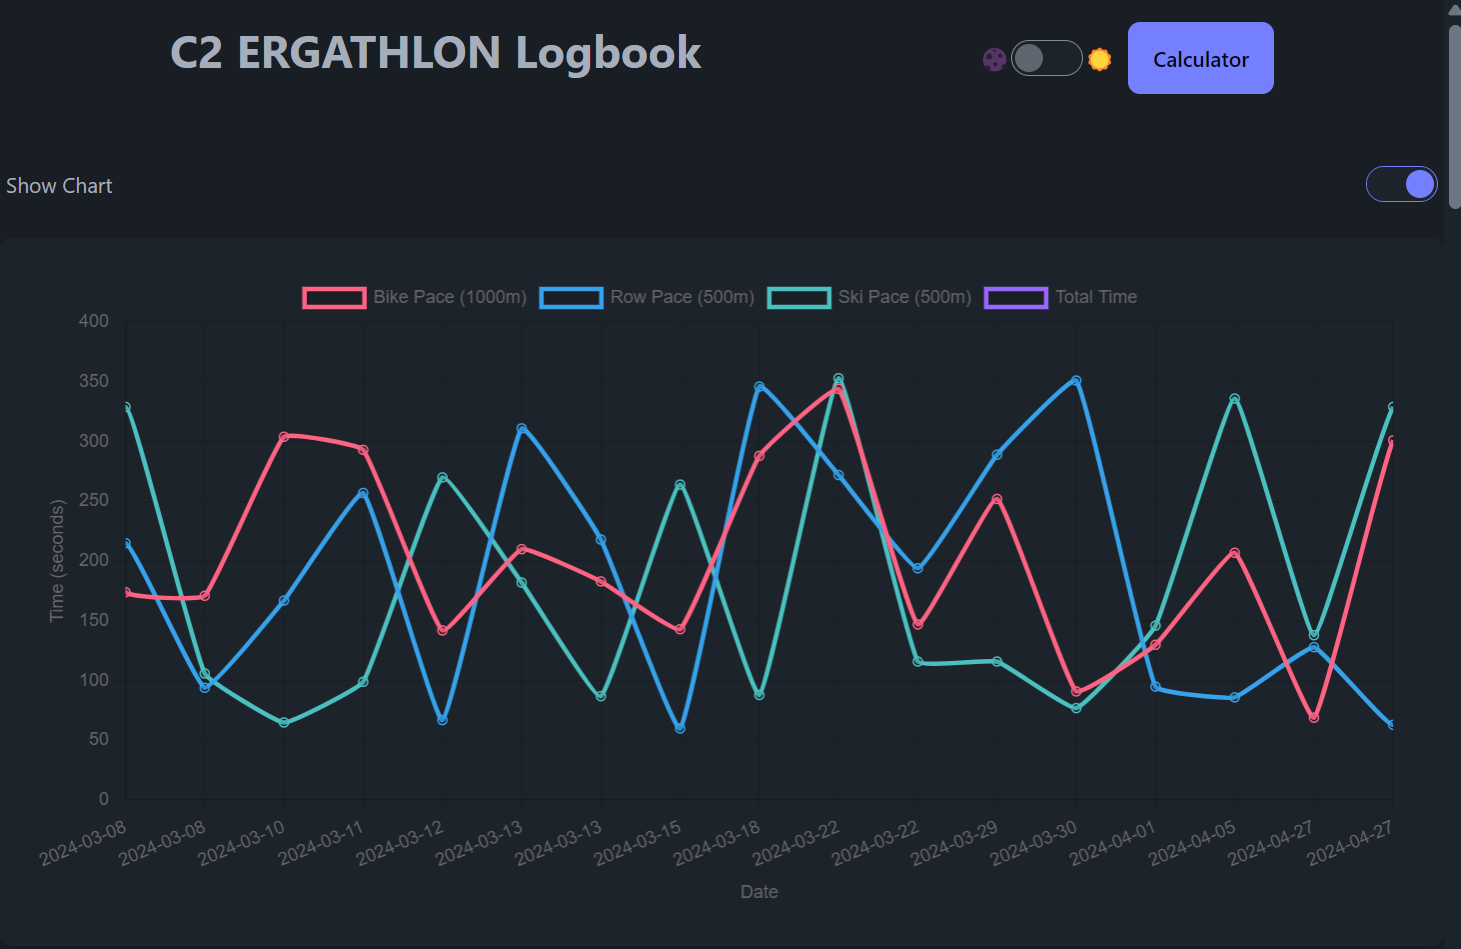 C2 ERGATHLON Logbook
Calculator
Show Chart
Bike Pace (1000m) Row Pace (500m) Ski Pace (500m) Total Time
400
350
300
250
200
150
100
50
0
Time (seconds)
2024-03-08 2024-03-08 2024-03-10 2024-03-11 2024-03-12 2024-03-13 2024-03-13 2024-03-15 2024-03-18 2024-03-22 2024-03-22 2024-03-29 2024-03-30 2024-04-01 2024-04-05 2024-04-27 2024-04-27
Date